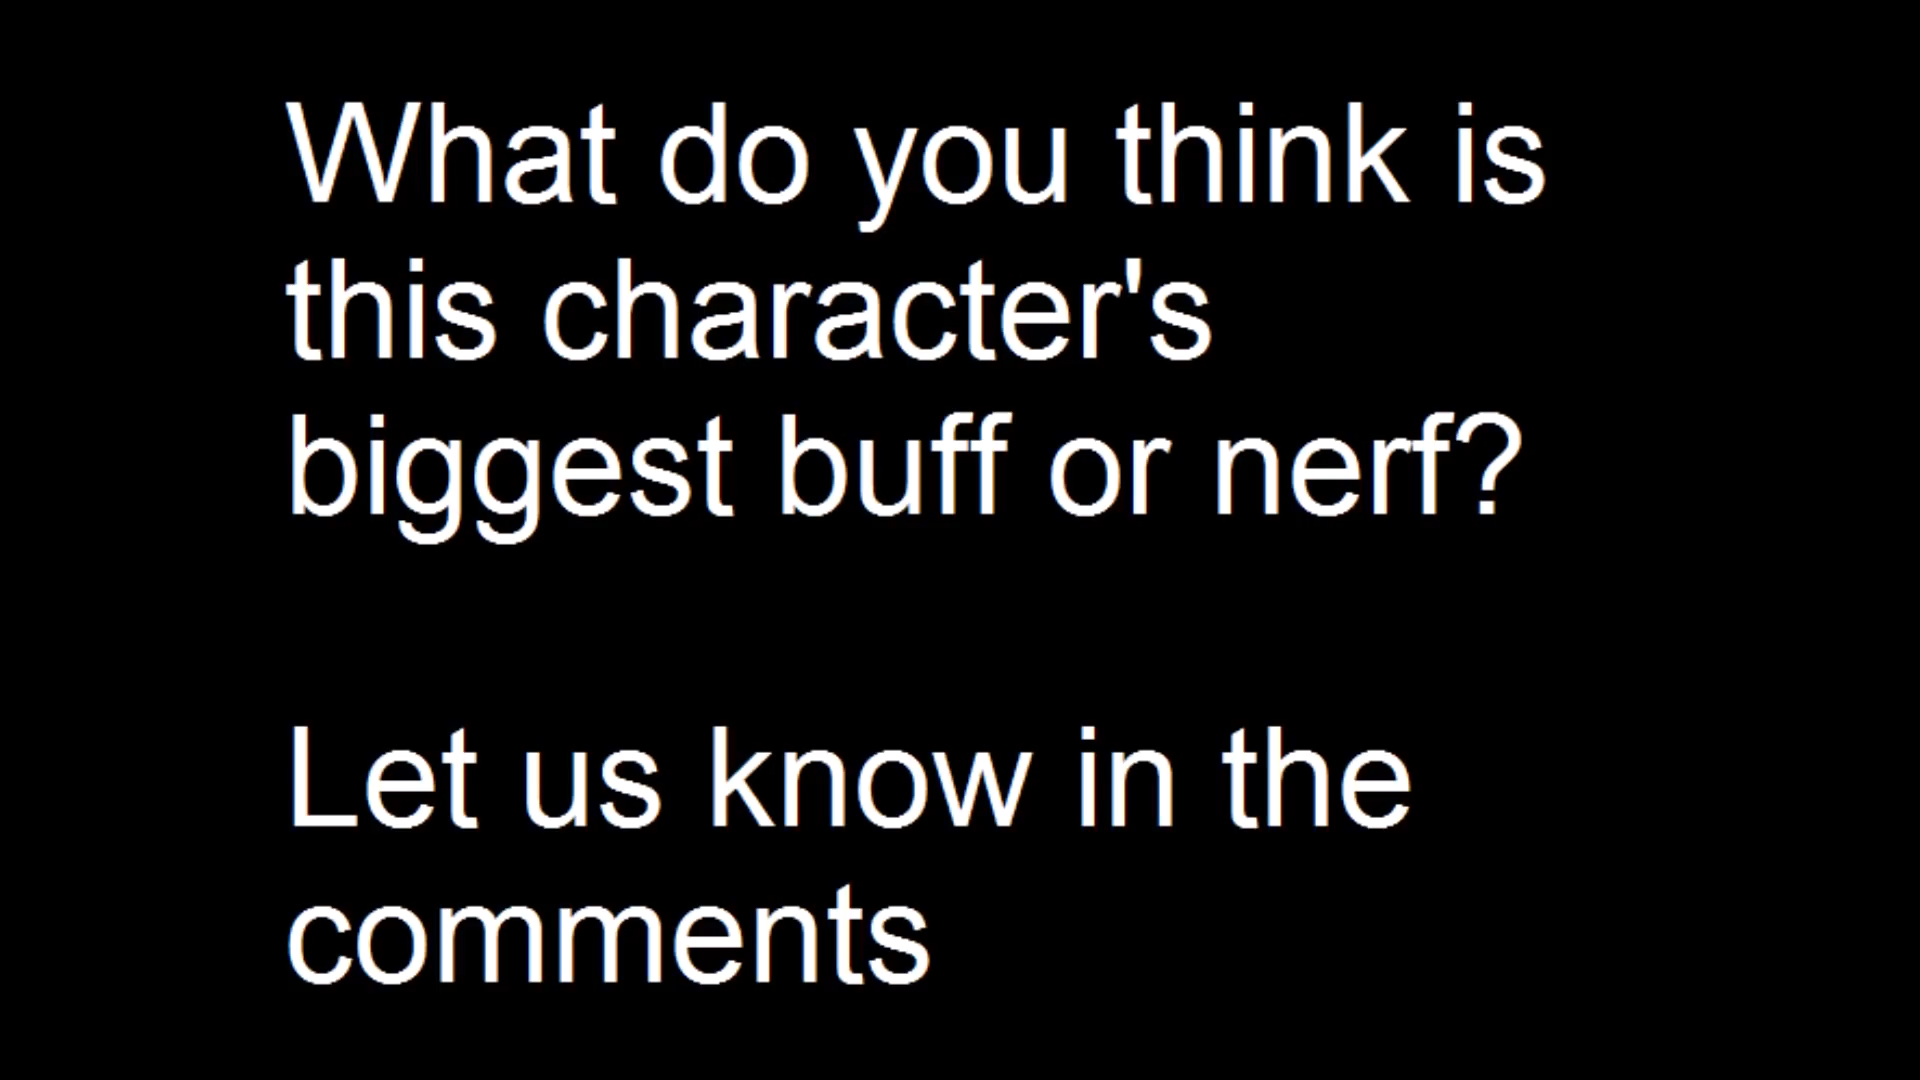 What do you think is
this character's
biggest buff or nerf?
Let us know in the
comments